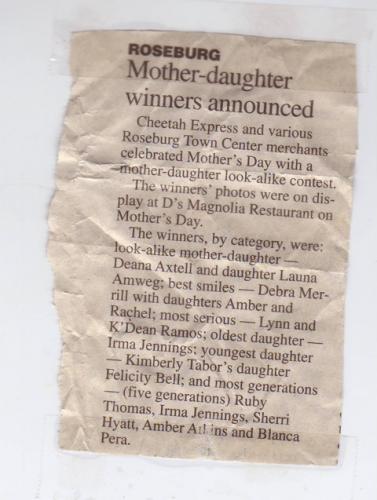 ROSEBURG
Mother-daughter
winners announced
Cheetah Express and various
Roseburg Town Center merchants
celebrated Mother's Day with a
mother-daughter look-alike contest.
The winners' photos were on dis-
play at D's Magnolia Restaurant on
Mother's Day.
The winners, by category, were:
look-alike mother-daughter —
Deana Axtell and daughter Launa
Amweg; best smiles — Debra Mer-
rill with daughters Amber and
Rachel; most serious — Lynn and
K'Dean Ramos; oldest daughter —
Irma Jennings; youngest daughter
— Kimberly Tabor's daughter
Felicity Bell; and most generations
— (five generations) Ruby
Thomas, Irma Jennings, Sherri
Hyatt, Amber Atkins and Blanca
Pera.